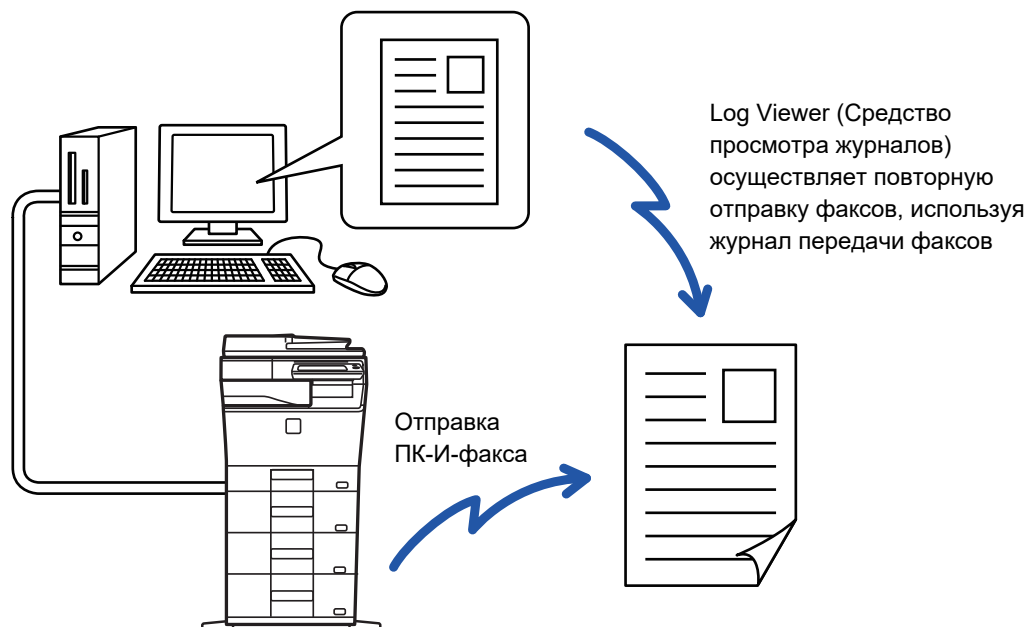 Log Viewer (Средство
просмотра журналов)
осуществляет повторную
отправку факсов, используя
журнал передачи факсов
Отправка
ПК-И-факса